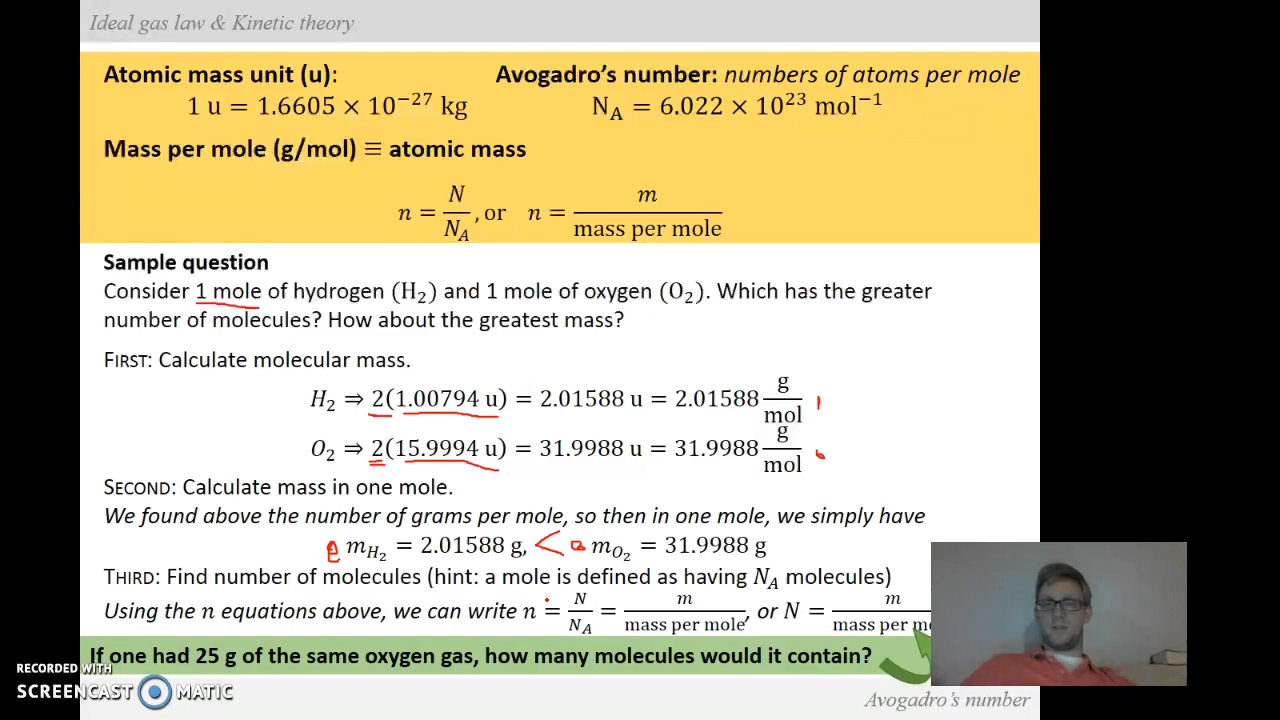 Ideal gas law & Kinetic theory
Atomic mass unit (u): Avogadro's number: numbers of atoms per mole
1 u = 1.6605 × 10⁻²⁷ kg N_A = 6.022 × 10²³ mol⁻¹
Mass per mole (g/mol) ≡ atomic mass
n = N/N_A, or n = m/mass per mole
Sample question
Consider 1 mole of hydrogen (H₂) and 1 mole of oxygen (O₂). Which has the greater
number of molecules? How about the greatest mass?
FIRST: Calculate molecular mass.
H₂ ⇒ 2(1.00794 u) = 2.01588 u = 2.01588 g/mol
O₂ ⇒ 2(15.9994 u) = 31.9988 u = 31.9988 g/mol
SECOND: Calculate mass in one mole.
We found above the number of grams per mole, so then in one mole, we simply have
m_H₂ = 2.01588 g, < m_O₂ = 31.9988 g
THIRD: Find number of molecules (hint: a mole is defined as having N_A molecules)
Using the n equations above, we can write n = N/N_A = m/mass per mole, or N = m/mass per
If one had 25 g of the same oxygen gas, how many molecules would it contain?
RECORDED WITH
SCREENCAST MATIC
Avogadro's number